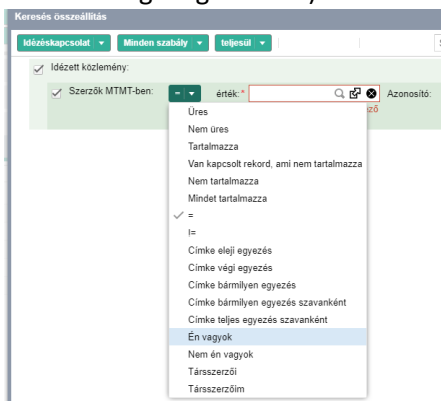 Keresés összeállítás
Idézéskapcsolat Minden szabály teljesül
Idézett közlemény:
Szerzők MTMT-ben: = érték:* Azonosító:
Üres
Nem üres
Tartalmazza
Van kapcsolt rekord, ami nem tartalmazza
Nem tartalmazza
Mindet tartalmazza
=
!=
Címke eleji egyezés
Címke végi egyezés
Címke bármilyen egyezés
Címke bármilyen egyezés szavanként
Címke teljes egyezés szavanként
Én vagyok
Nem én vagyok
Társszerzői
Társszerzőim